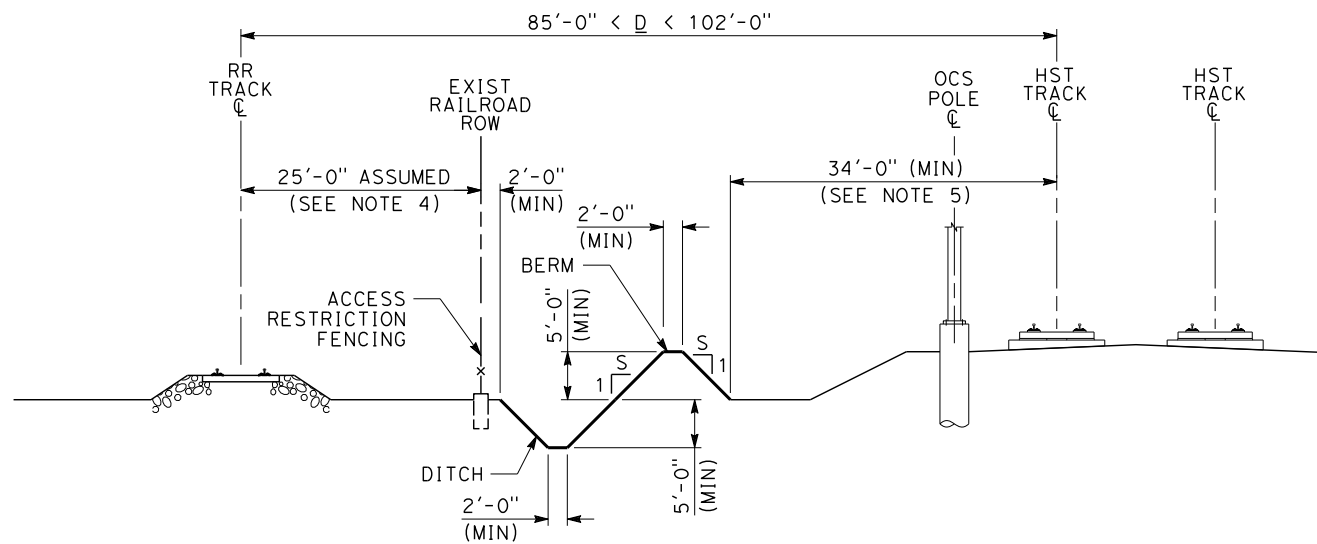 85'-0" < D < 102'-0"
RR
TRACK
℄
EXIST
RAILROAD
ROW
OCS
POLE
℄
HST
TRACK
℄
HST
TRACK
℄
25'-0" ASSUMED
(SEE NOTE 4)
2'-0"
(MIN)
34'-0" (MIN)
(SEE NOTE 5)
2'-0"
(MIN)
BERM
ACCESS
RESTRICTION
FENCING
5'-0"
(MIN)
S
1
S
1
DITCH
2'-0"
(MIN)
5'-0"
(MIN)